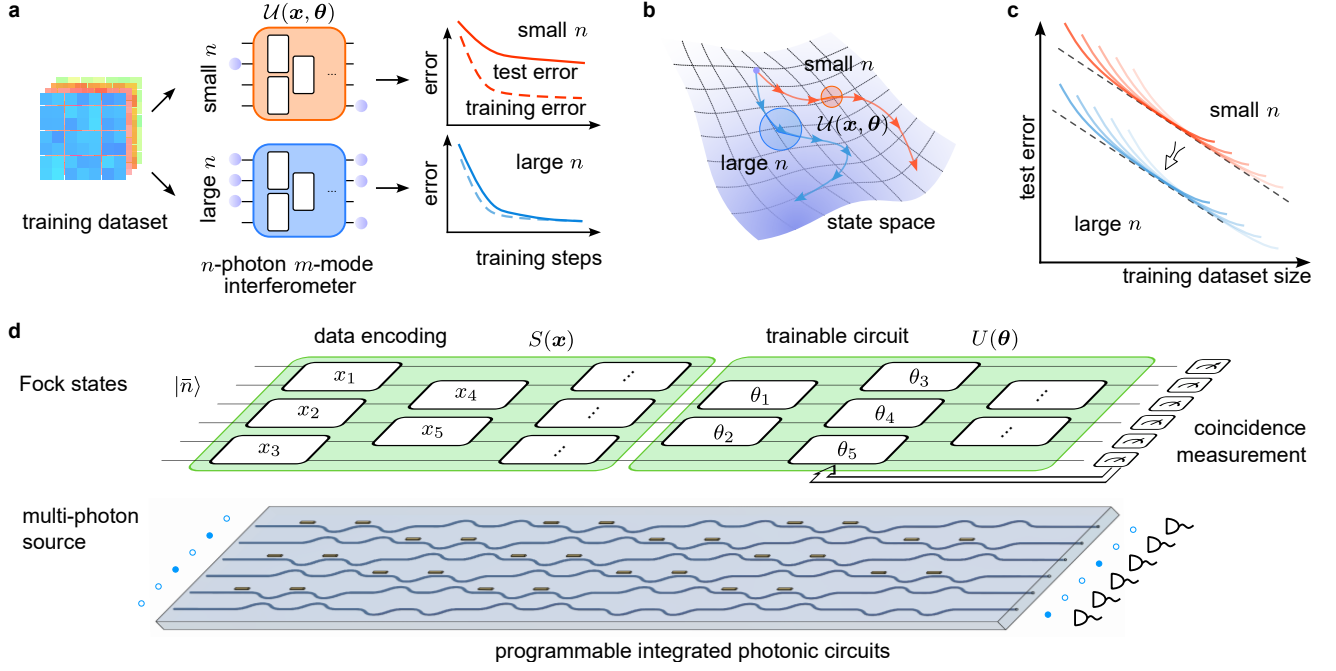 a
𝒰(𝒙, 𝜽)
small n
large n
training dataset
n-photon m-mode
interferometer
...
...
error
small n
test error
training error
error
large n
training steps
b
small n
𝒰(𝒙, 𝜽)
large n
state space
c
test error
small n
large n
training dataset size
d
data encoding S(𝒙) trainable circuit U(𝜽)
Fock states |n̄⟩
x₁ ... θ₃
x₄ θ₁ ...
x₂ ... θ₄
x₅ θ₂ ...
x₃ ... θ₅
coincidence
measurement
multi-photon
source
programmable integrated photonic circuits